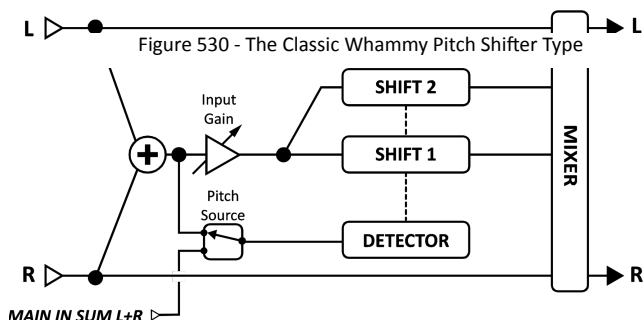 L
L
Figure 530 - The Classic Whammy Pitch Shifter Type
Input
Gain
SHIFT 2
SHIFT 1
MIXER
Pitch
Source
DETECTOR
R
R
MAIN IN SUM L+R